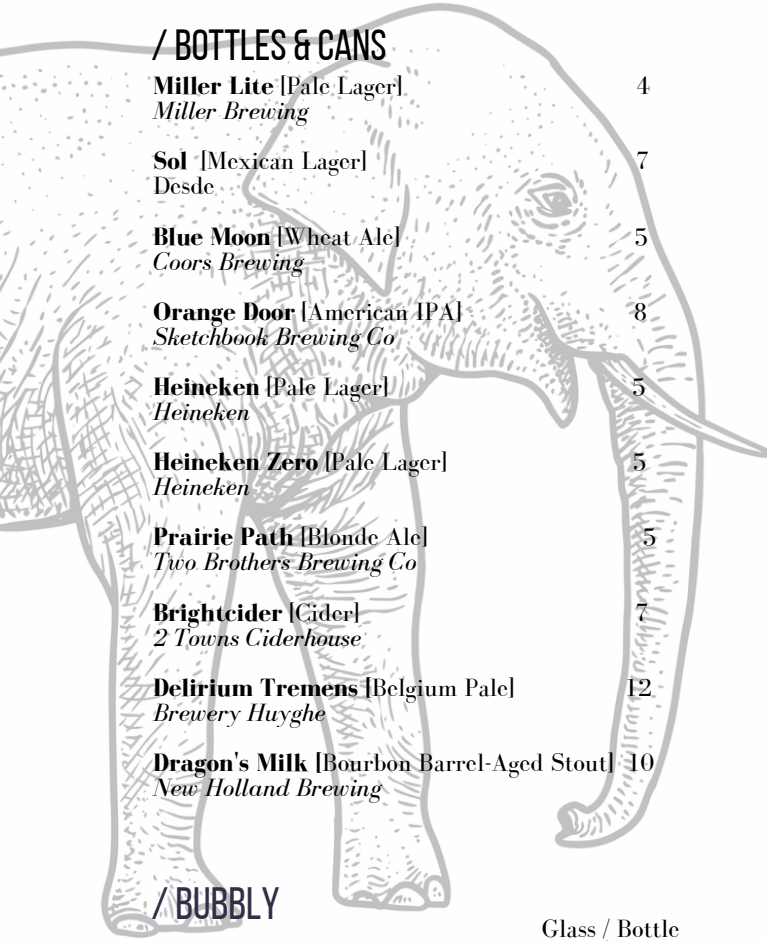 / BOTTLES & CANS
Miller Lite [Pale Lager] 4
Miller Brewing
Sol [Mexican Lager] 7
Desde
Blue Moon [Wheat Ale] 5
Coors Brewing
Orange Door [American IPA] 8
Sketchbook Brewing Co
Heineken [Pale Lager] 5
Heineken
Heineken Zero [Pale Lager] 5
Heineken
Prairie Path [Blonde Ale] 5
Two Brothers Brewing Co
Brightcider [Cider] 7
2 Towns Ciderhouse
Delirium Tremens [Belgium Pale] 12
Brewery Huyghe
Dragon's Milk [Bourbon Barrel-Aged Stout] 10
New Holland Brewing
/ BUBBLY
Glass / Bottle